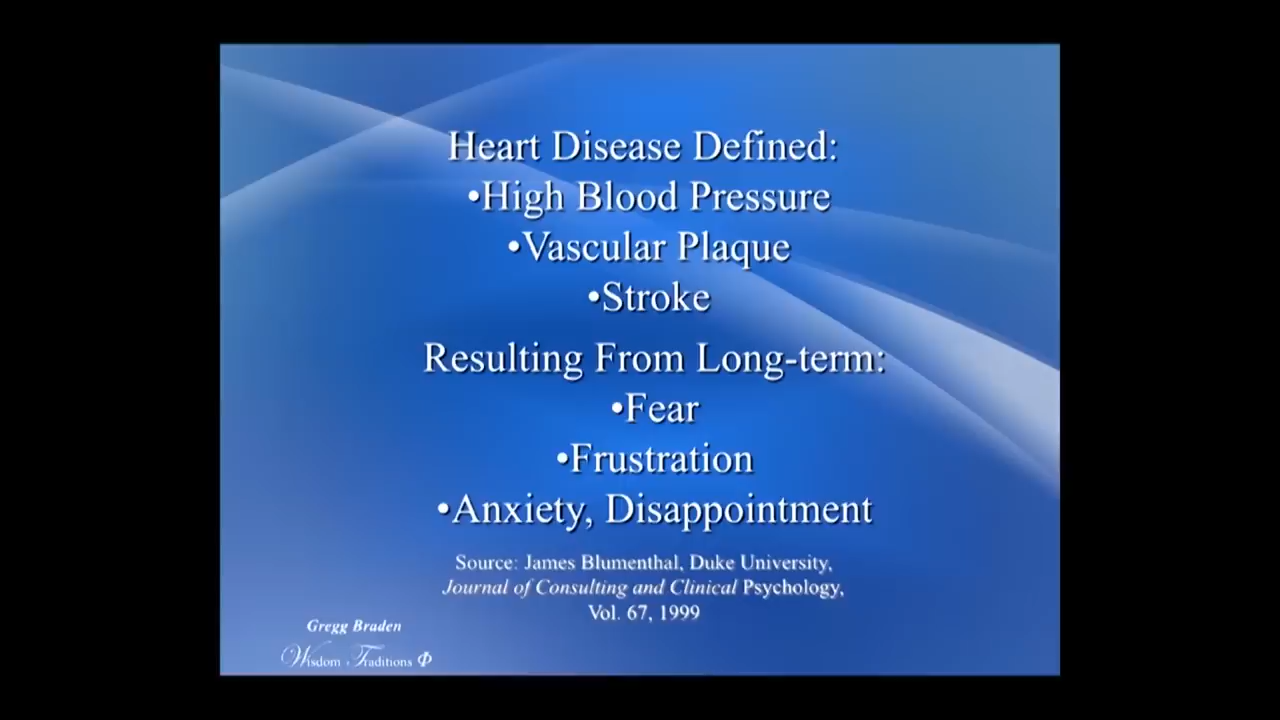 Heart Disease Defined:
•High Blood Pressure
•Vascular Plaque
•Stroke
Resulting From Long-term:
•Fear
•Frustration
•Anxiety, Disappointment
Source: James Blumenthal, Duke University,
Journal of Consulting and Clinical Psychology,
Vol. 67, 1999
Gregg Braden
Wisdom · Traditions Φ